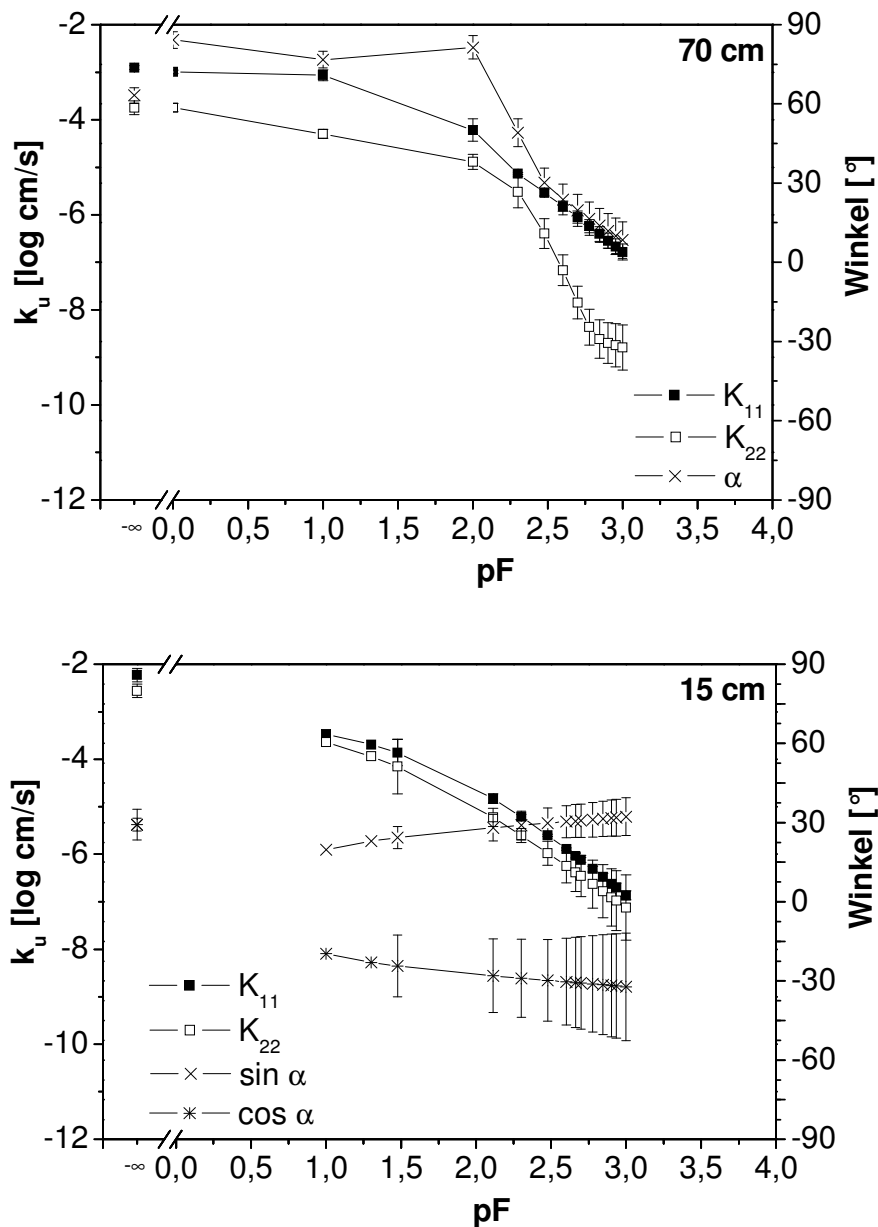 70 cm
k_u [log cm/s]
-2
-4
-6
-8
-10
-12
90
60
30
0
-30
-60
-90
Winkel [°]
K_11
K_22
α
-∞ 0,0 0,5 1,0 1,5 2,0 2,5 3,0 3,5 4,0
pF
15 cm
k_u [log cm/s]
-2
-4
-6
-8
-10
-12
90
60
30
0
-30
-60
-90
Winkel [°]
K_11
K_22
sin α
cos α
-∞ 0,0 0,5 1,0 1,5 2,0 2,5 3,0 3,5 4,0
pF